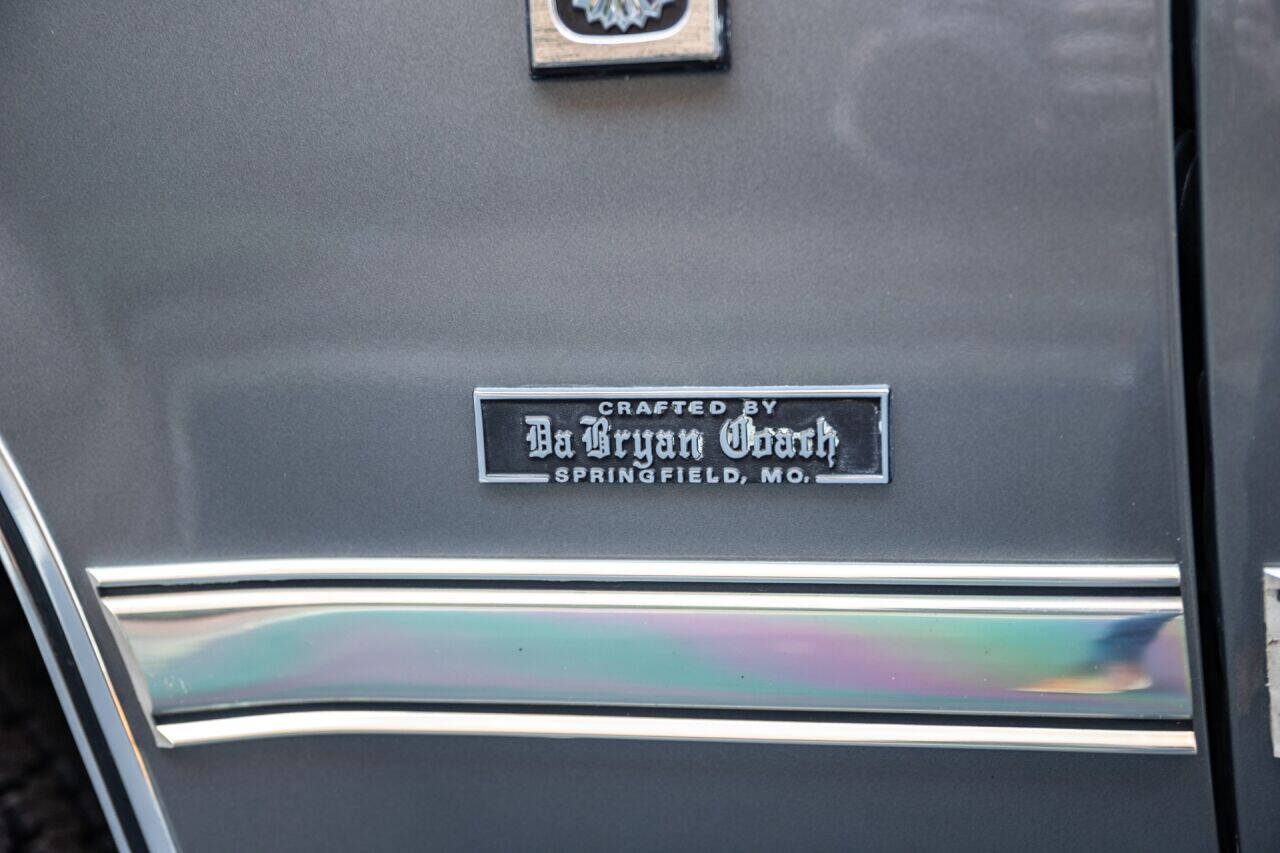 CRAFTED BY
Da Bryan Coach
SPRINGFIELD, MO.